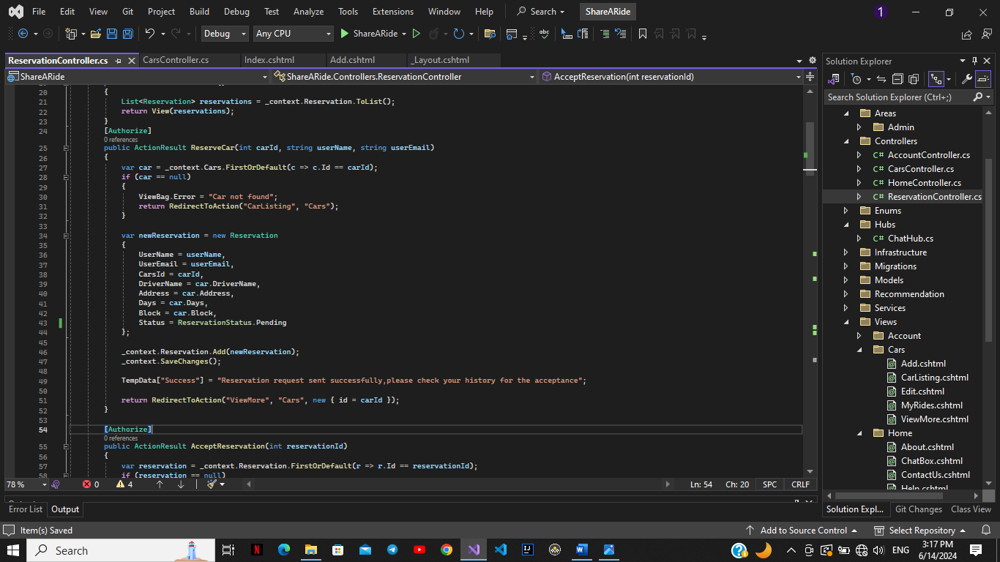 File Edit View Git Project Build Debug Test Analyze Tools Extensions Window Help Search ShareARide 1
Debug Any CPU ShareARide
ReservationController.cs CarsController.cs Index.cshtml Add.cshtml _Layout.cshtml
ShareARide ShareARide.Controllers.ReservationController AcceptReservation(int reservationId)
20 {
21 List<Reservation> reservations = _context.Reservation.ToList();
22 return View(reservations);
23 }
24 [Authorize]
0 references
25 public ActionResult ReserveCar(int carId, string userName, string userEmail)
26 {
27 var car = _context.Cars.FirstOrDefault(c => c.Id == carId);
28 if (car == null)
29 {
30 ViewBag.Error = "Car not found";
31 return RedirectToAction("CarListing", "Cars");
32 }
33
34 var newReservation = new Reservation
35 {
36 UserName = userName,
37 UserEmail = userEmail,
38 CarsId = carId,
39 DriverName = car.DriverName,
40 Address = car.Address,
41 Days = car.Days,
42 Block = car.Block,
43 Status = ReservationStatus.Pending
44 };
45
46 _context.Reservation.Add(newReservation);
47 _context.SaveChanges();
48
49 TempData["Success"] = "Reservation request sent successfully,please check your history for the acceptance";
50
51 return RedirectToAction("ViewMore", "Cars", new { id = carId });
52 }
53
54 [Authorize]
0 references
55 public ActionResult AcceptReservation(int reservationId)
56 {
57 var reservation = _context.Reservation.FirstOrDefault(r => r.Id == reservationId);
58 if (reservation == null)
78 % 0 4 Ln: 54 Ch: 20 SPC CRLF
Error List Output
Solution Explorer
Search Solution Explorer (Ctrl+;)
Areas
Admin
Controllers
C# AccountController.cs
C# CarsController.cs
C# HomeController.cs
C# ReservationController.cs
Enums
Hubs
C# ChatHub.cs
Infrastructure
Migrations
Models
Recommendation
Services
Views
Account
Cars
Add.cshtml
CarListing.cshtml
Edit.cshtml
MyRides.cshtml
ViewMore.cshtml
Home
About.cshtml
ChatBox.cshtml
ContactUs.cshtml
Help.cshtml
Solution Expl... Git Changes Class View
Item(s) Saved Add to Source Control Select Repository
Search ENG 3:17 PM
6/14/2024